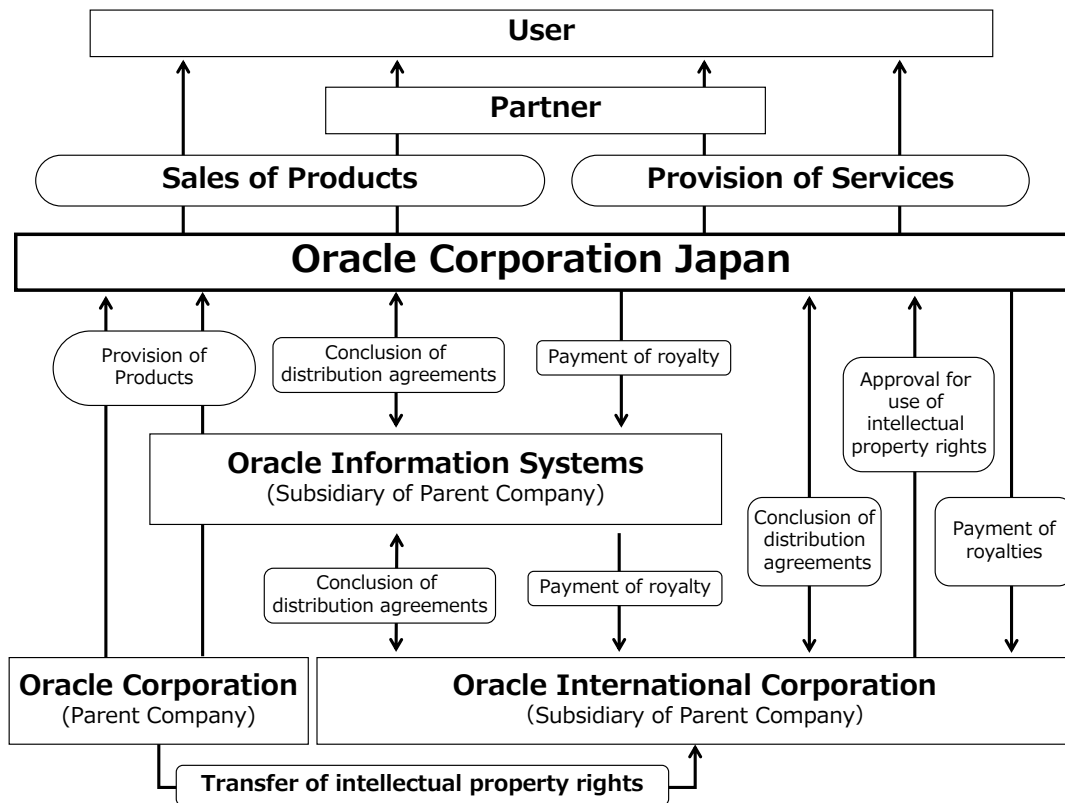 User
Partner
Sales of Products
Provision of Services
Oracle Corporation Japan
Provision of
Products
Conclusion of
distribution agreements
Payment of royalty
Approval for
use of
intellectual
property rights
Oracle Information Systems
(Subsidiary of Parent Company)
Conclusion of
distribution
agreements
Payment of
royalties
Conclusion of
distribution agreements
Payment of royalty
Oracle Corporation
(Parent Company)
Oracle International Corporation
(Subsidiary of Parent Company)
Transfer of intellectual property rights